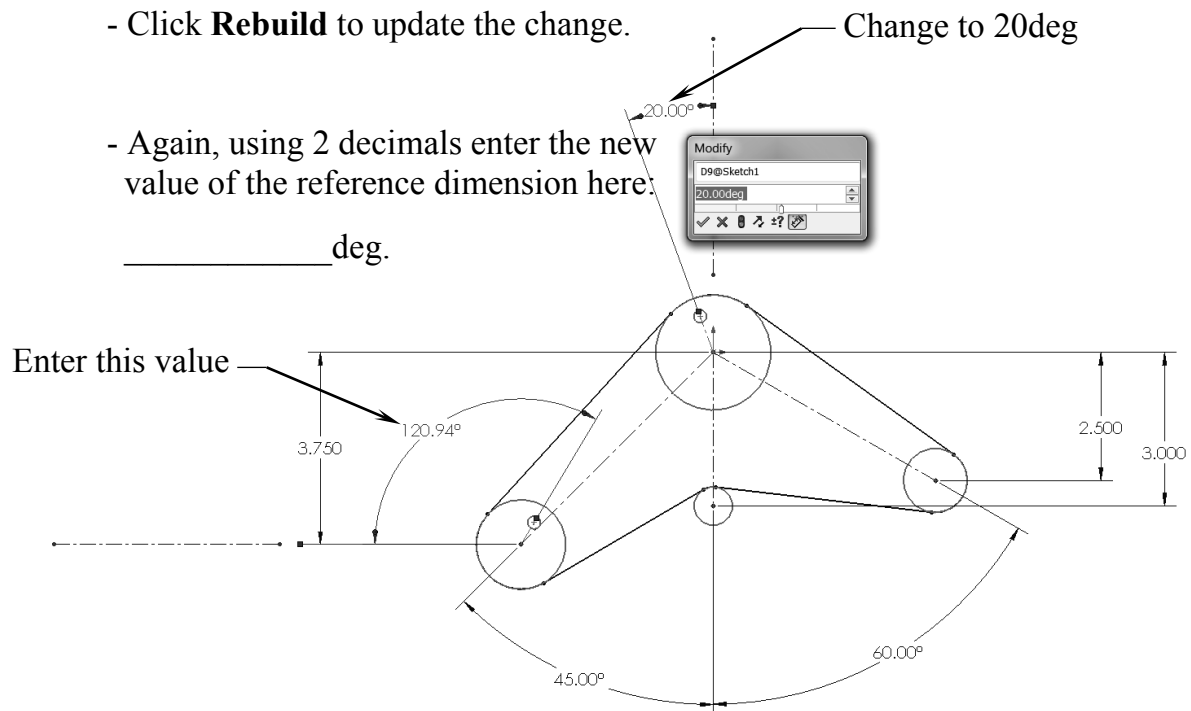 - Click Rebuild to update the change.
Change to 20deg
20.00°
- Again, using 2 decimals enter the new
value of the reference dimension here:
____________deg.
Modify
D9@Sketch1
20.00deg
±?
Enter this value
120.94°
3.750
2.500
3.000
60.00°
45.00°